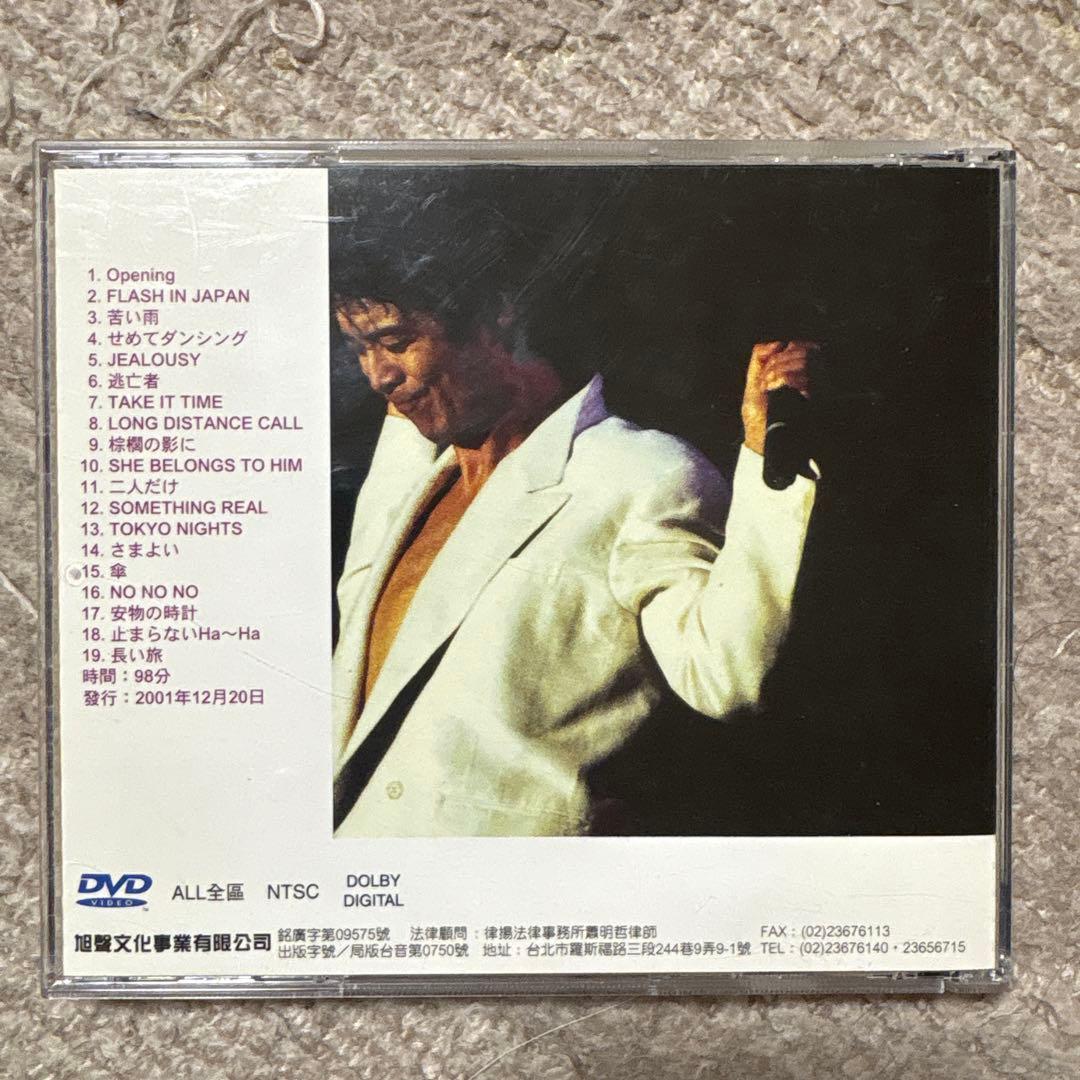 1. Opening
2. FLASH IN JAPAN
3. 苦い雨
4. せめてダンシング
5. JEALOUSY
6. 逃亡者
7. TAKE IT TIME
8. LONG DISTANCE CALL
9. 棕櫚の影に
10. SHE BELONGS TO HIM
11. 二人だけ
12. SOMETHING REAL
13. TOKYO NIGHTS
14. さまよい
15. 傘
16. NO NO NO
17. 安物の時計
18. 止まらないHa～Ha
19. 長い旅
時間：98分
發行：2001年12月20日
DVD
VIDEO
TM
ALL全區
NTSC
DOLBY
DIGITAL
旭聲文化事業有限公司
銘廣字第09575號 法律顧問：律揚法律事務所蕭明哲律師 FAX：(02)23676113
出版字號／局版台音第0750號 地址：台北市羅斯福路三段244巷9弄9-1號 TEL：(02)23676140・23656715